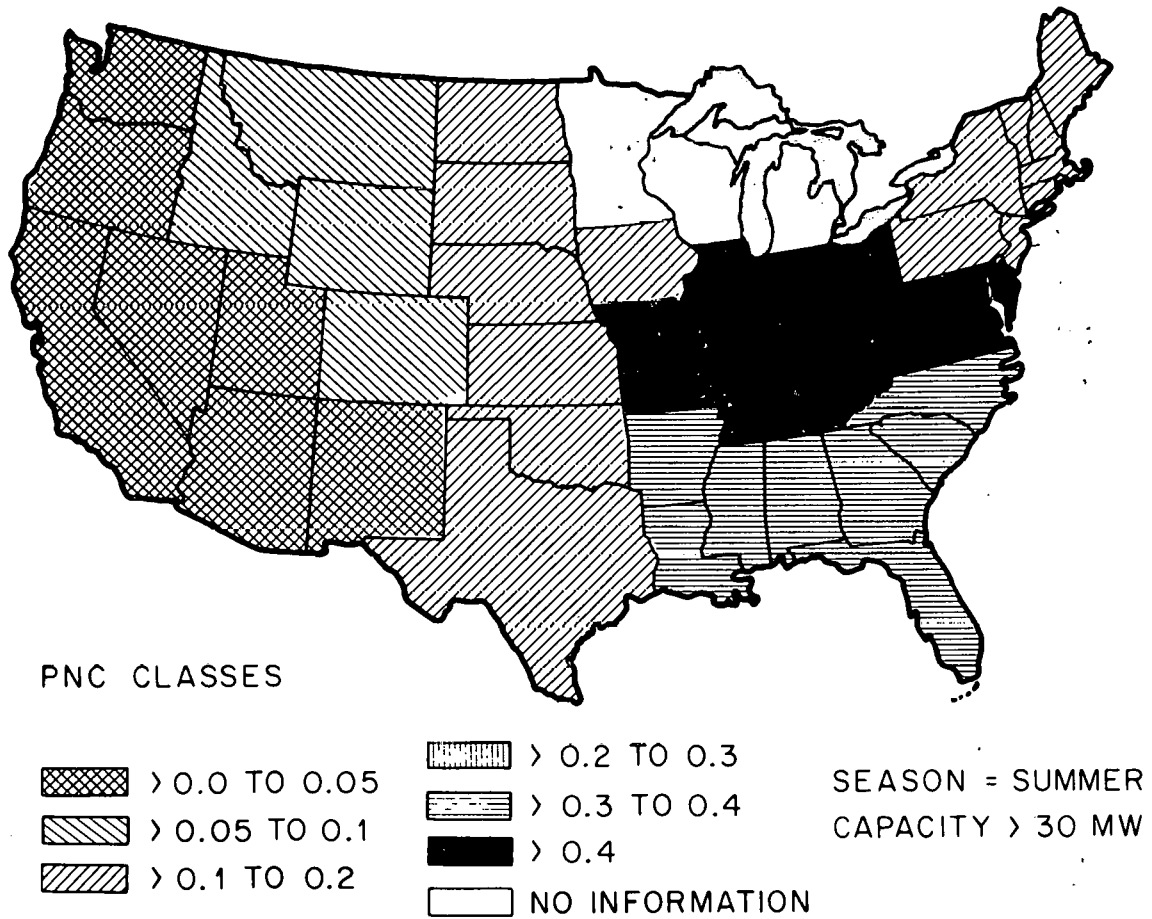 PNC CLASSES
> 0.0 TO 0.05
> 0.05 TO 0.1
> 0.1 TO 0.2
> 0.2 TO 0.3
> 0.3 TO 0.4
> 0.4
NO INFORMATION
SEASON = SUMMER
CAPACITY > 30 MW